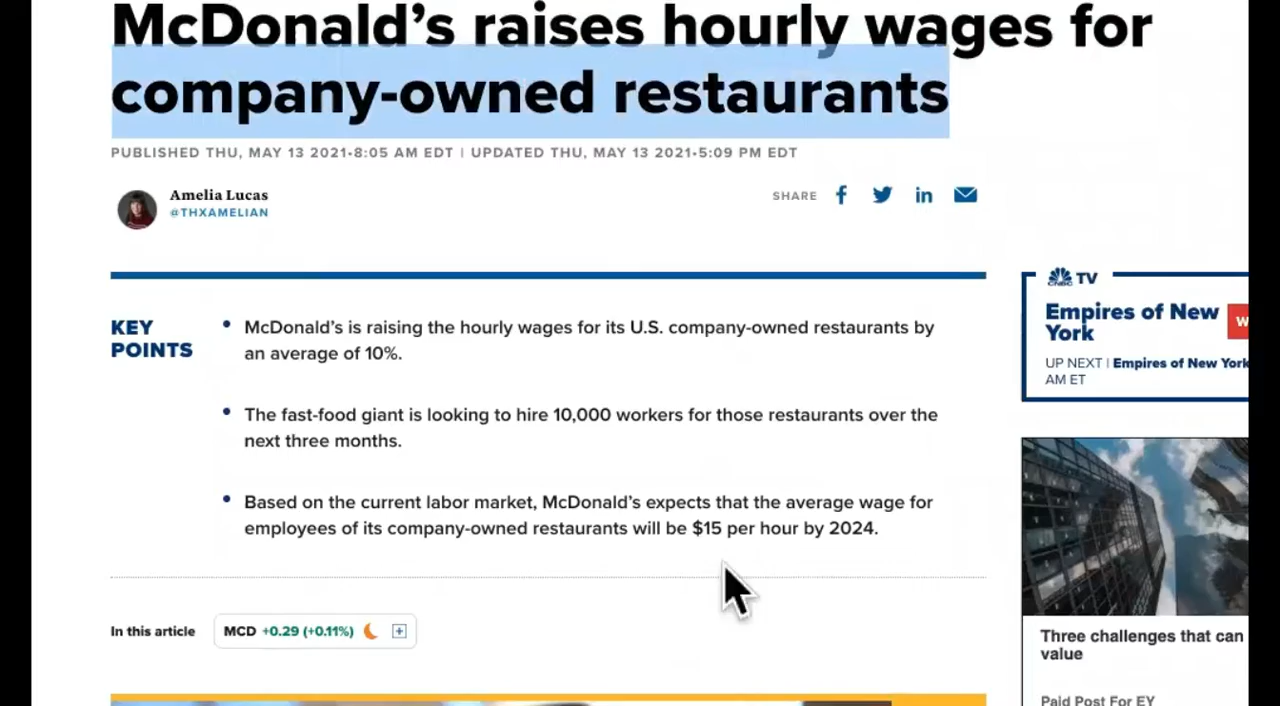 McDonald's raises hourly wages for
company-owned restaurants
PUBLISHED THU, MAY 13 2021•8:05 AM EDT | UPDATED THU, MAY 13 2021•5:09 PM EDT
Amelia Lucas
@THXAMELIAN
SHARE
KEY
POINTS
• McDonald's is raising the hourly wages for its U.S. company-owned restaurants by
an average of 10%.
• The fast-food giant is looking to hire 10,000 workers for those restaurants over the
next three months.
• Based on the current labor market, McDonald's expects that the average wage for
employees of its company-owned restaurants will be $15 per hour by 2024.
In this article
MCD +0.29 (+0.11%)
CNBC TV
Empires of New
York
W
UP NEXT | Empires of New York
AM ET
Three challenges that can
value
Paid Post For EY